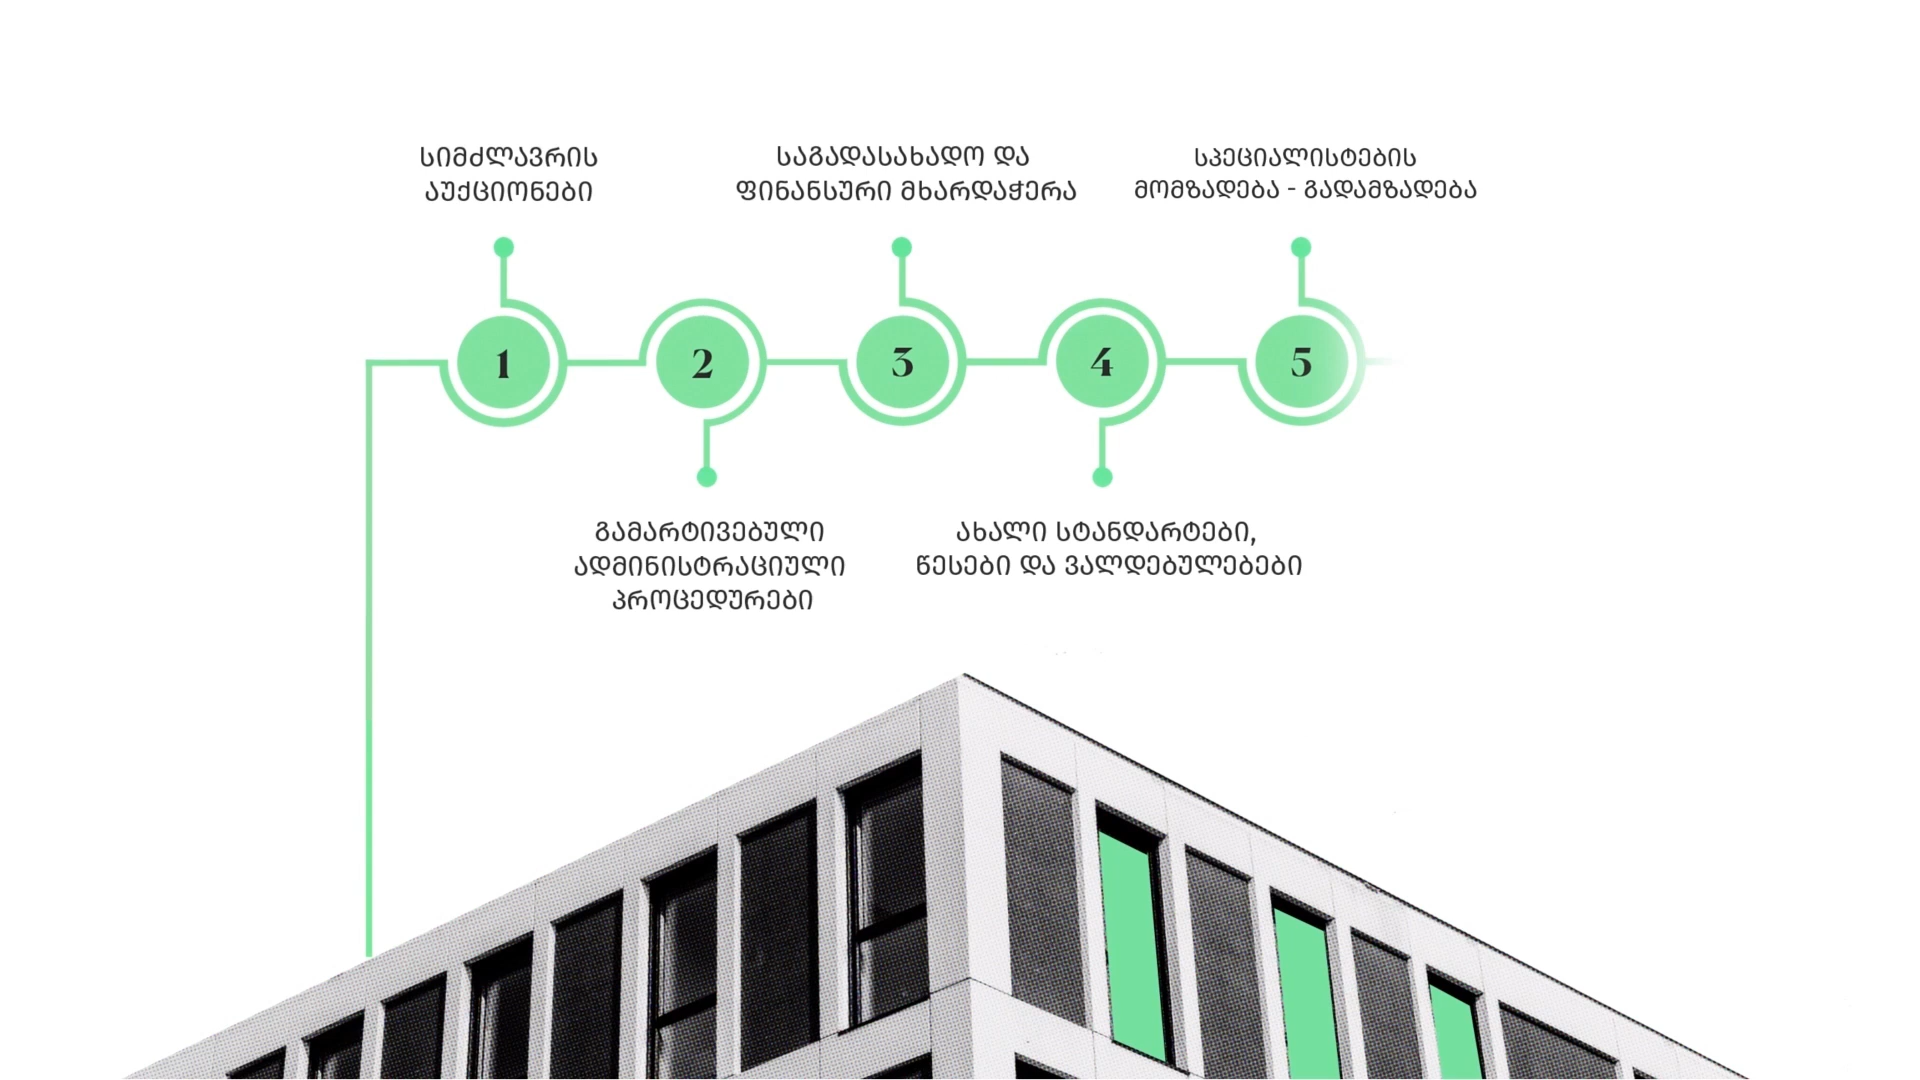 სიმძლავრის
აუქციონები
1
გამარტივებული
ადმინისტრაციული
პროცედურები
2
საგადასახადო და
ფინანსური მხარდაჭერა
3
ახალი სტანდარტები,
წესები და ვალდებულებები
4
სპეციალისტების
მომზადება - გადამზადება
5